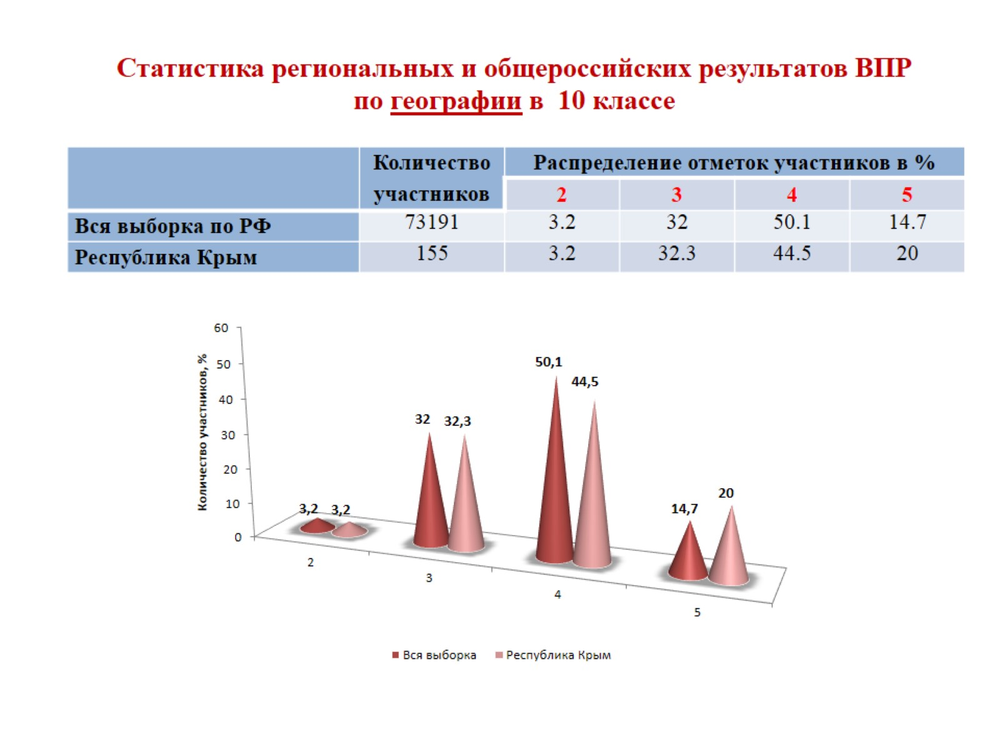 Статистика региональных и общероссийских результатов ВПР
по географии в 10 классе
Количество участников
Распределение отметок участников в %
2 3 4 5
Вся выборка по РФ 73191 3.2 32 50.1 14.7
Республика Крым 155 3.2 32.3 44.5 20
Количество участников, %
60
50
40
30
20
10
0
3,2 3,2
32 32,3
50,1 44,5
14,7 20
2 3 4 5
Вся выборка Республика Крым